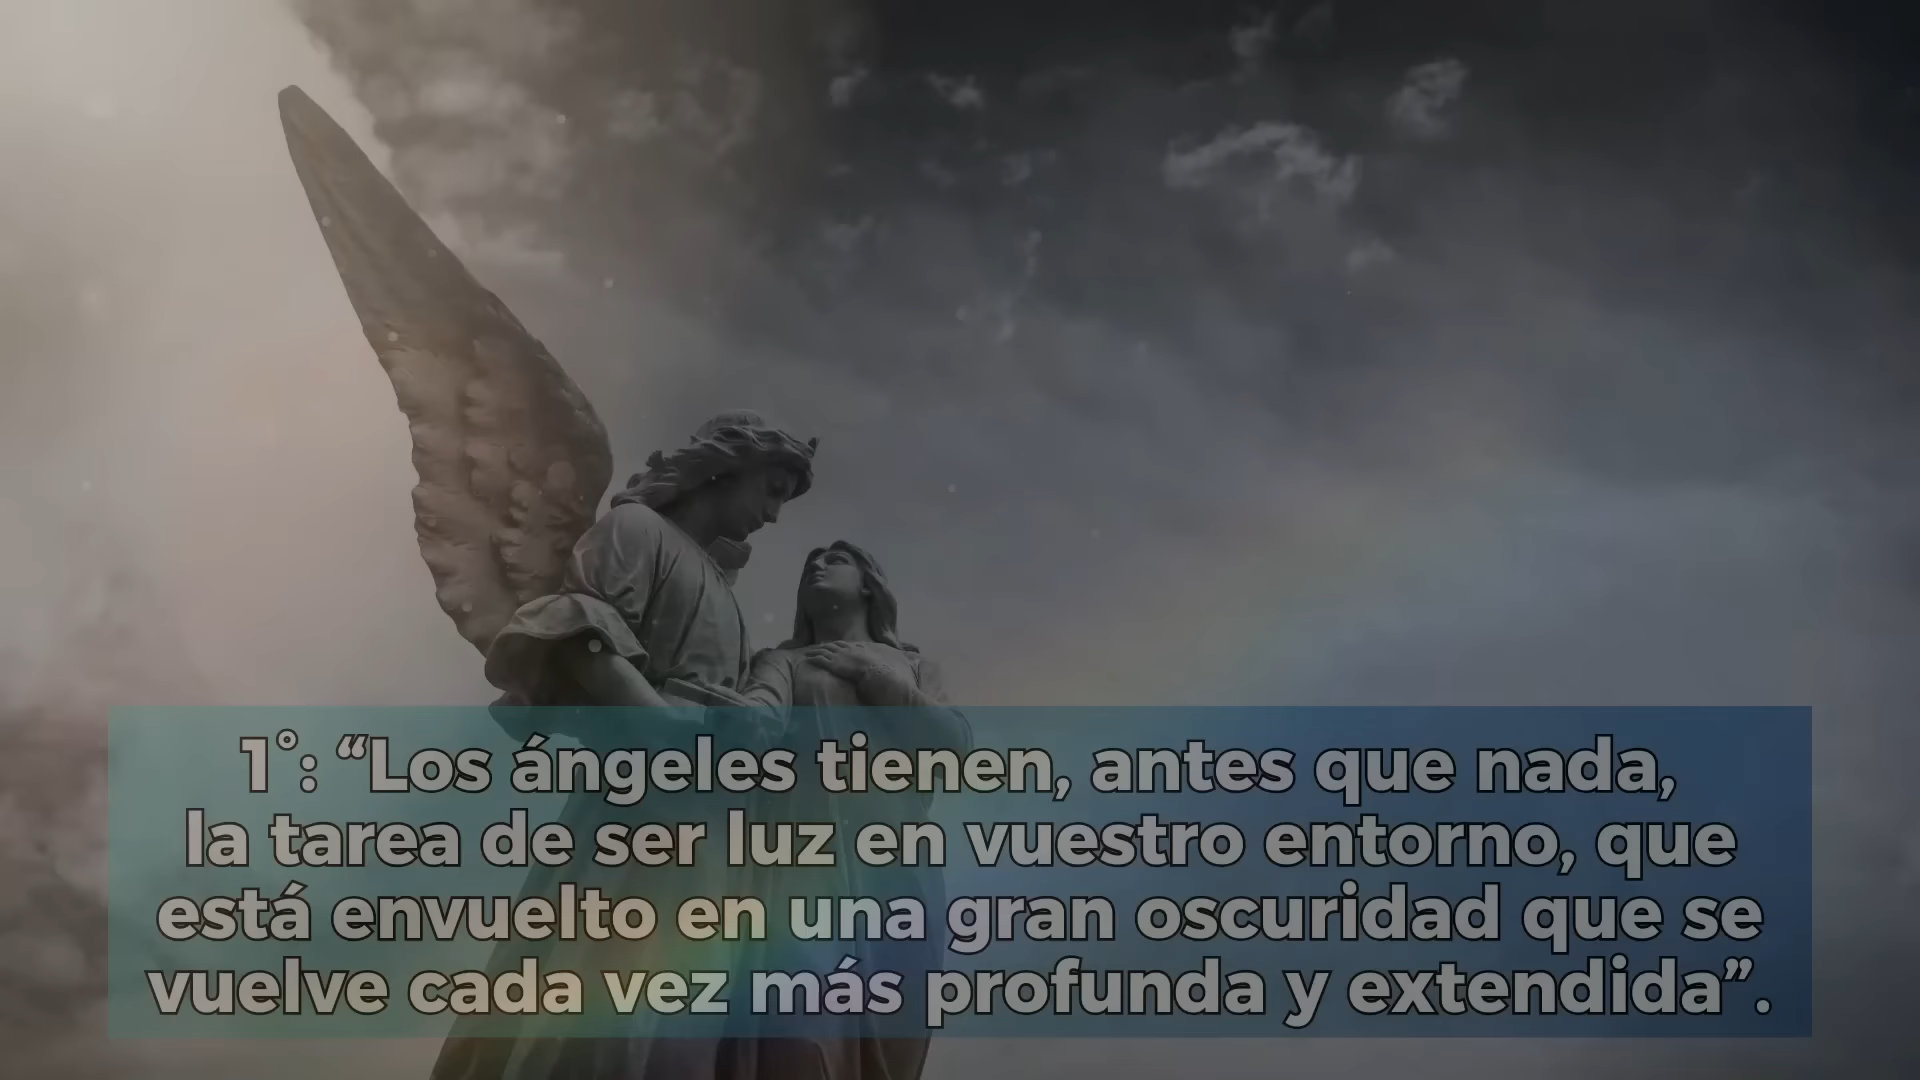 1°: “Los ángeles tienen, antes que nada,
la tarea de ser luz en vuestro entorno, que
está envuelto en una gran oscuridad que se
vuelve cada vez más profunda y extendida”.